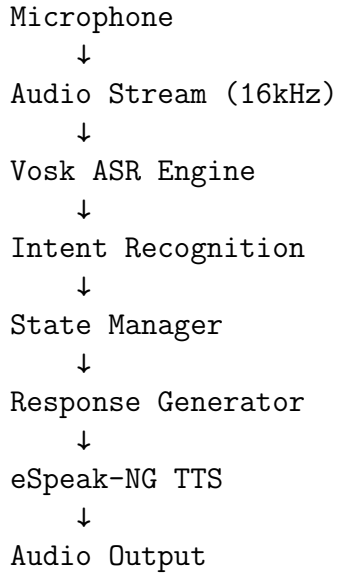 Microphone
↓
Audio Stream (16kHz)
↓
Vosk ASR Engine
↓
Intent Recognition
↓
State Manager
↓
Response Generator
↓
eSpeak-NG TTS
↓
Audio Output